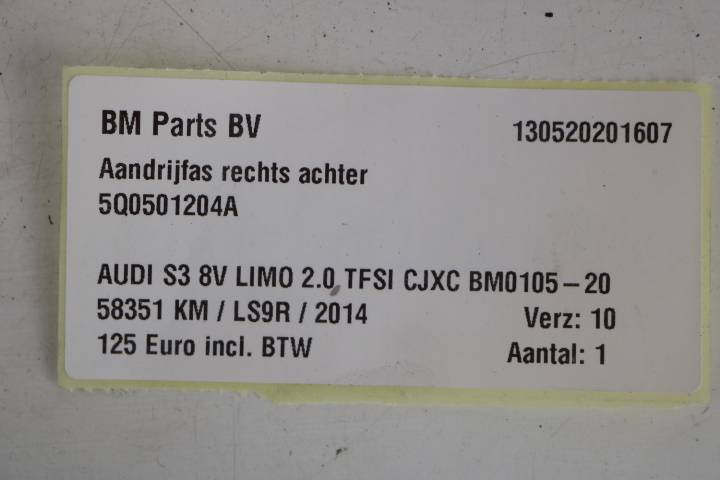 BM Parts BV 130520201607
Aandrijfas rechts achter
5Q0501204A
AUDI S3 8V LIMO 2.0 TFSI CJXC BM0105-20
58351 KM / LS9R / 2014 Verz: 10
125 Euro incl. BTW Aantal: 1